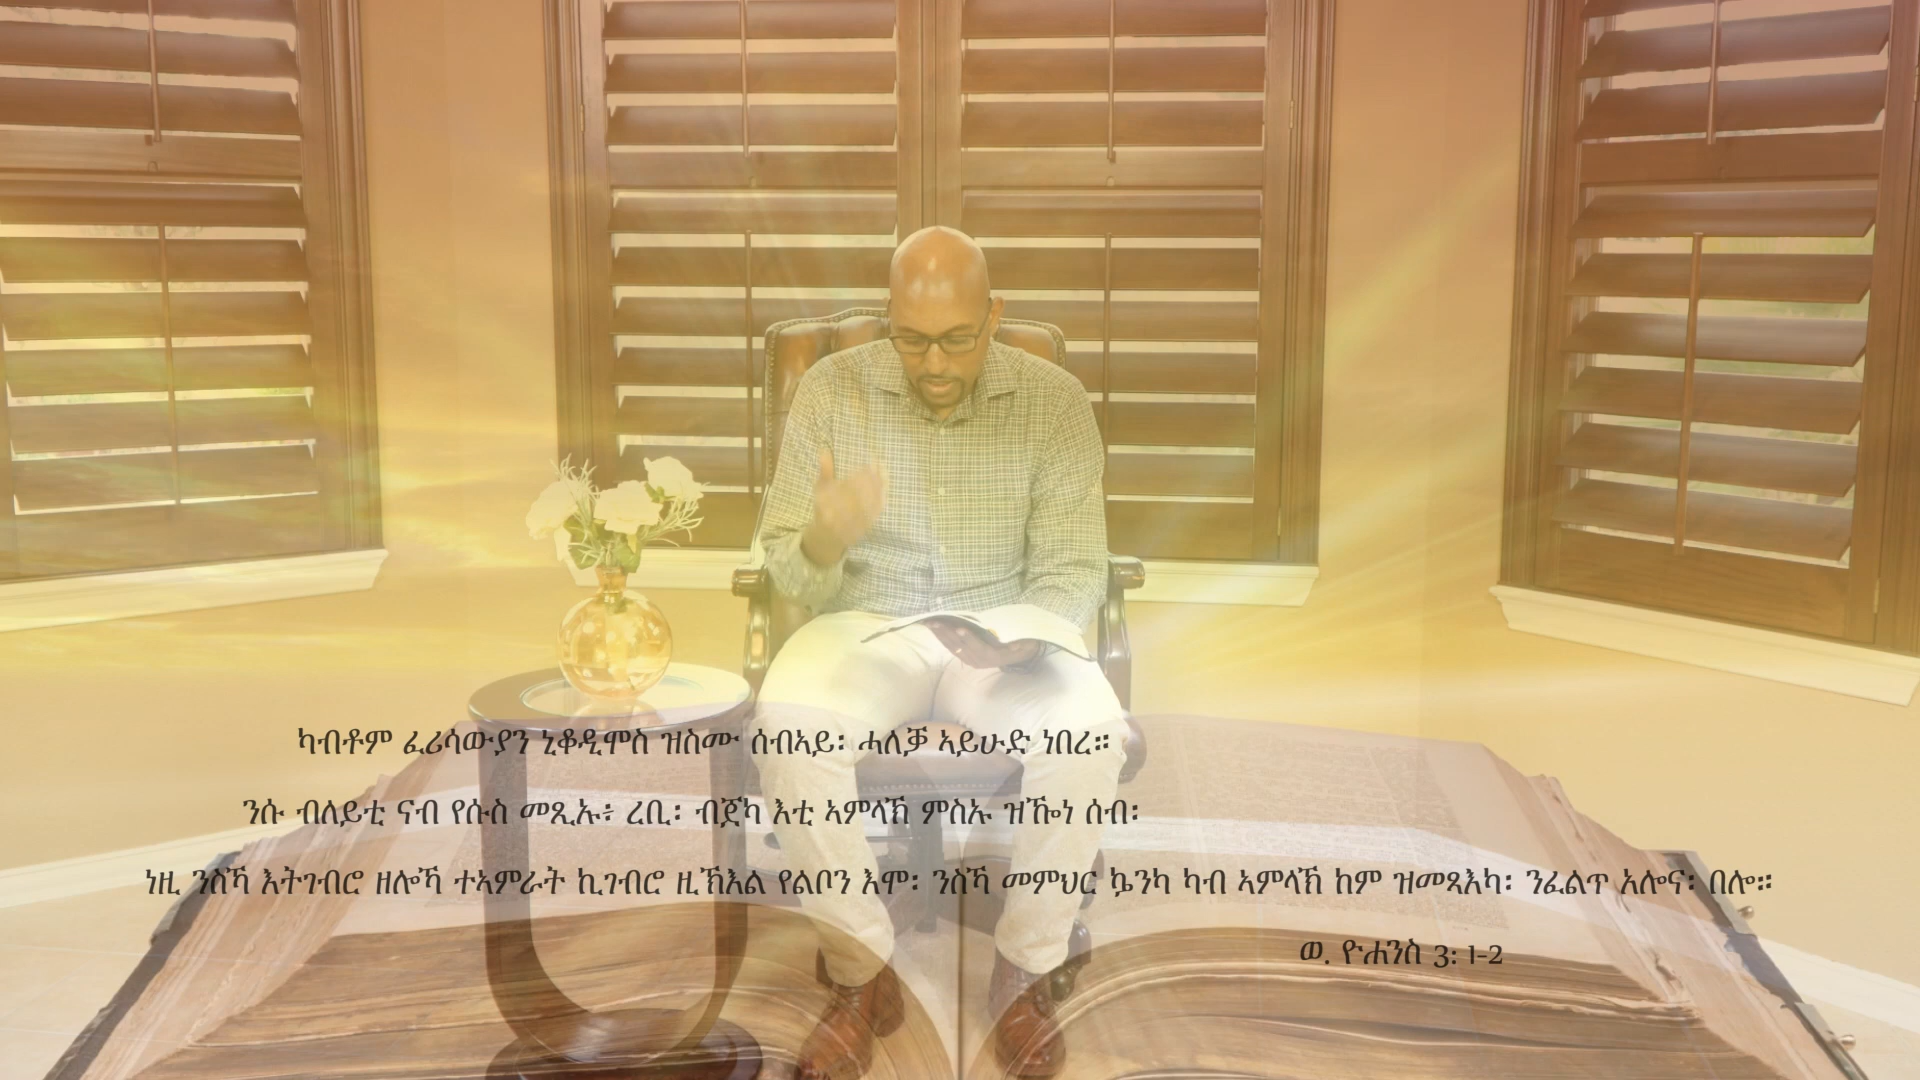 ካብቶም ፈሪሳውያን ኒቆዲሞስ ዝስሙ ሰብኣይ፡ ሓለቓ ኣይሁድ ነበረ።
ንሱ ብለይቲ ናብ የሱስ መጺኡ፥ ረቢ፡ ብጀካ እቲ ኣምላኽ ምስኡ ዝዀነ ሰብ፡
ነዚ ንስኻ እትገብሮ ዘሎኻ ተኣምራት ኪገብሮ ዚኽእል የልቦን እሞ፡ ንስኻ መምህር ኴንካ ካብ ኣምላኽ ከም ዝመጻእካ፡ ንፈልጥ አሎና፡ በሎ።
ወ. ዮሐንስ 3፡ 1-2